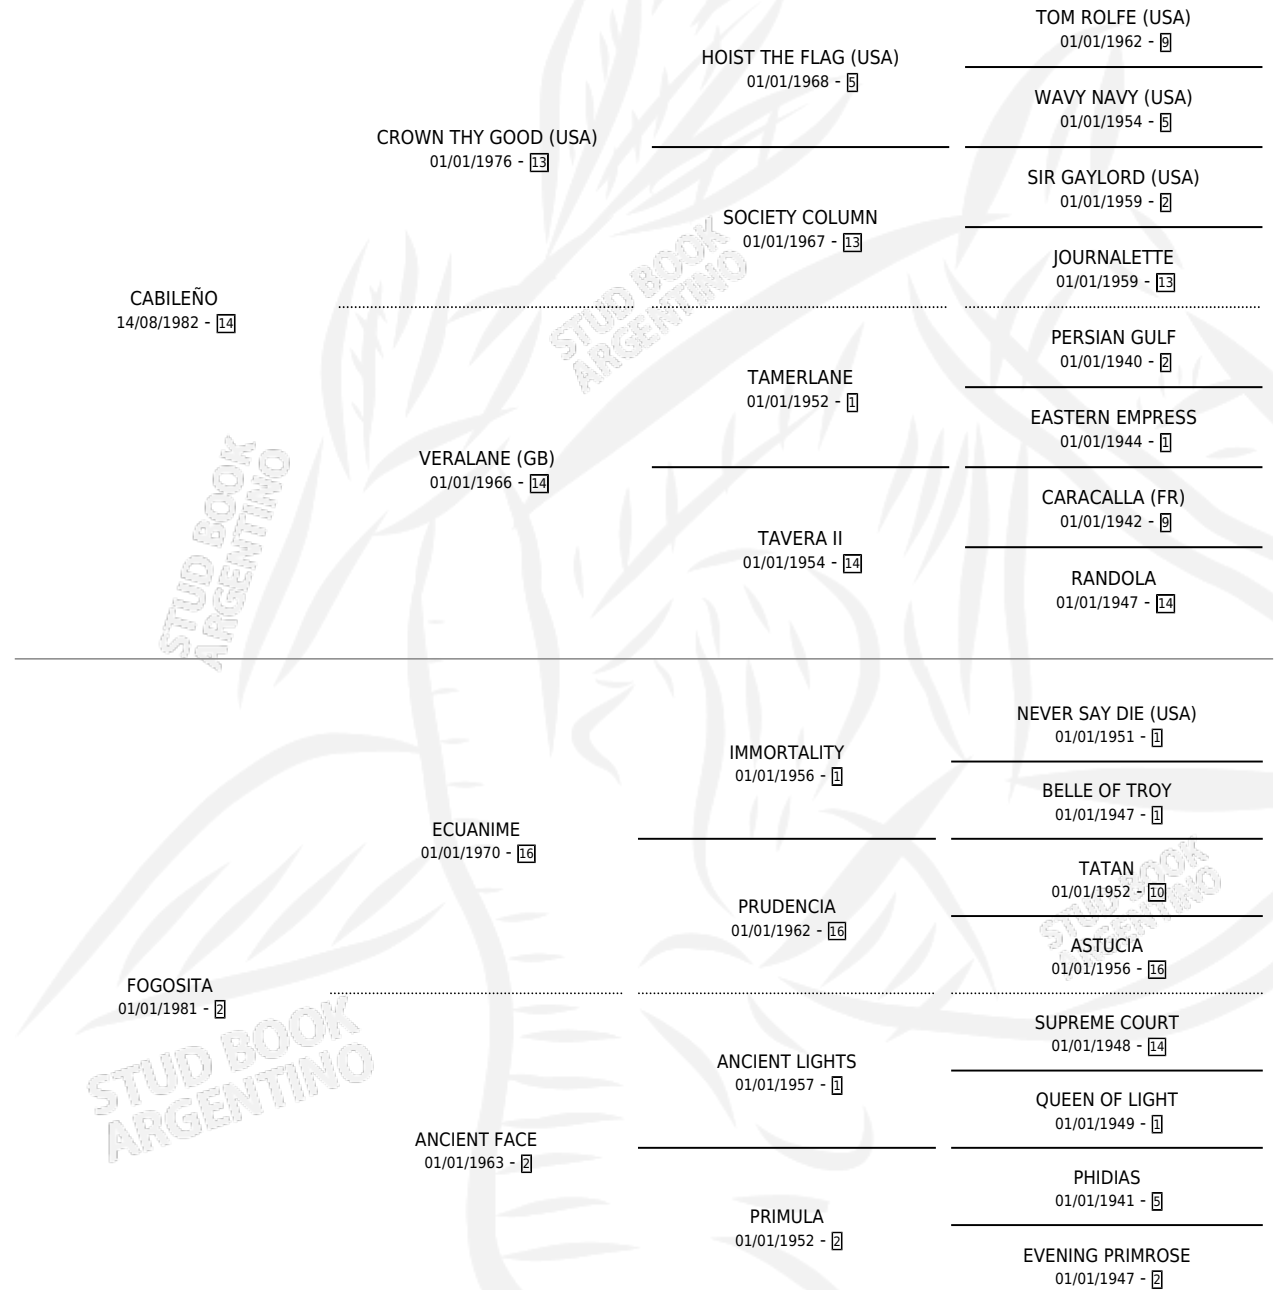 TOM ROLFE (USA)
01/01/1962 - 9
HOIST THE FLAG (USA)
01/01/1968 - 5
WAVY NAVY (USA)
01/01/1954 - 5
CROWN THY GOOD (USA)
01/01/1976 - 13
SIR GAYLORD (USA)
01/01/1959 - 2
SOCIETY COLUMN
01/01/1967 - 13
JOURNALETTE
01/01/1959 - 13
CABILEÑO
14/08/1982 - 14
PERSIAN GULF
01/01/1940 - 2
TAMERLANE
01/01/1952 - 1
EASTERN EMPRESS
01/01/1944 - 1
VERALANE (GB)
01/01/1966 - 14
CARACALLA (FR)
01/01/1942 - 9
TAVERA II
01/01/1954 - 14
RANDOLA
01/01/1947 - 14
NEVER SAY DIE (USA)
01/01/1951 - 1
IMMORTALITY
01/01/1956 - 1
BELLE OF TROY
01/01/1947 - 1
ECUANIME
01/01/1970 - 16
TATAN
01/01/1952 - 10
PRUDENCIA
01/01/1962 - 16
ASTUCIA
01/01/1956 - 16
FOGOSITA
01/01/1981 - 2
SUPREME COURT
01/01/1948 - 14
ANCIENT LIGHTS
01/01/1957 - 1
QUEEN OF LIGHT
01/01/1949 - 1
ANCIENT FACE
01/01/1963 - 2
PHIDIAS
01/01/1941 - 5
PRIMULA
01/01/1952 - 2
EVENING PRIMROSE
01/01/1947 - 2
STUD BOOK
ARGENTINO
STUD BOOK
ARGENTINO
STUD BOOK
ARGENTINO
STUD BOOK
ARGENTINO